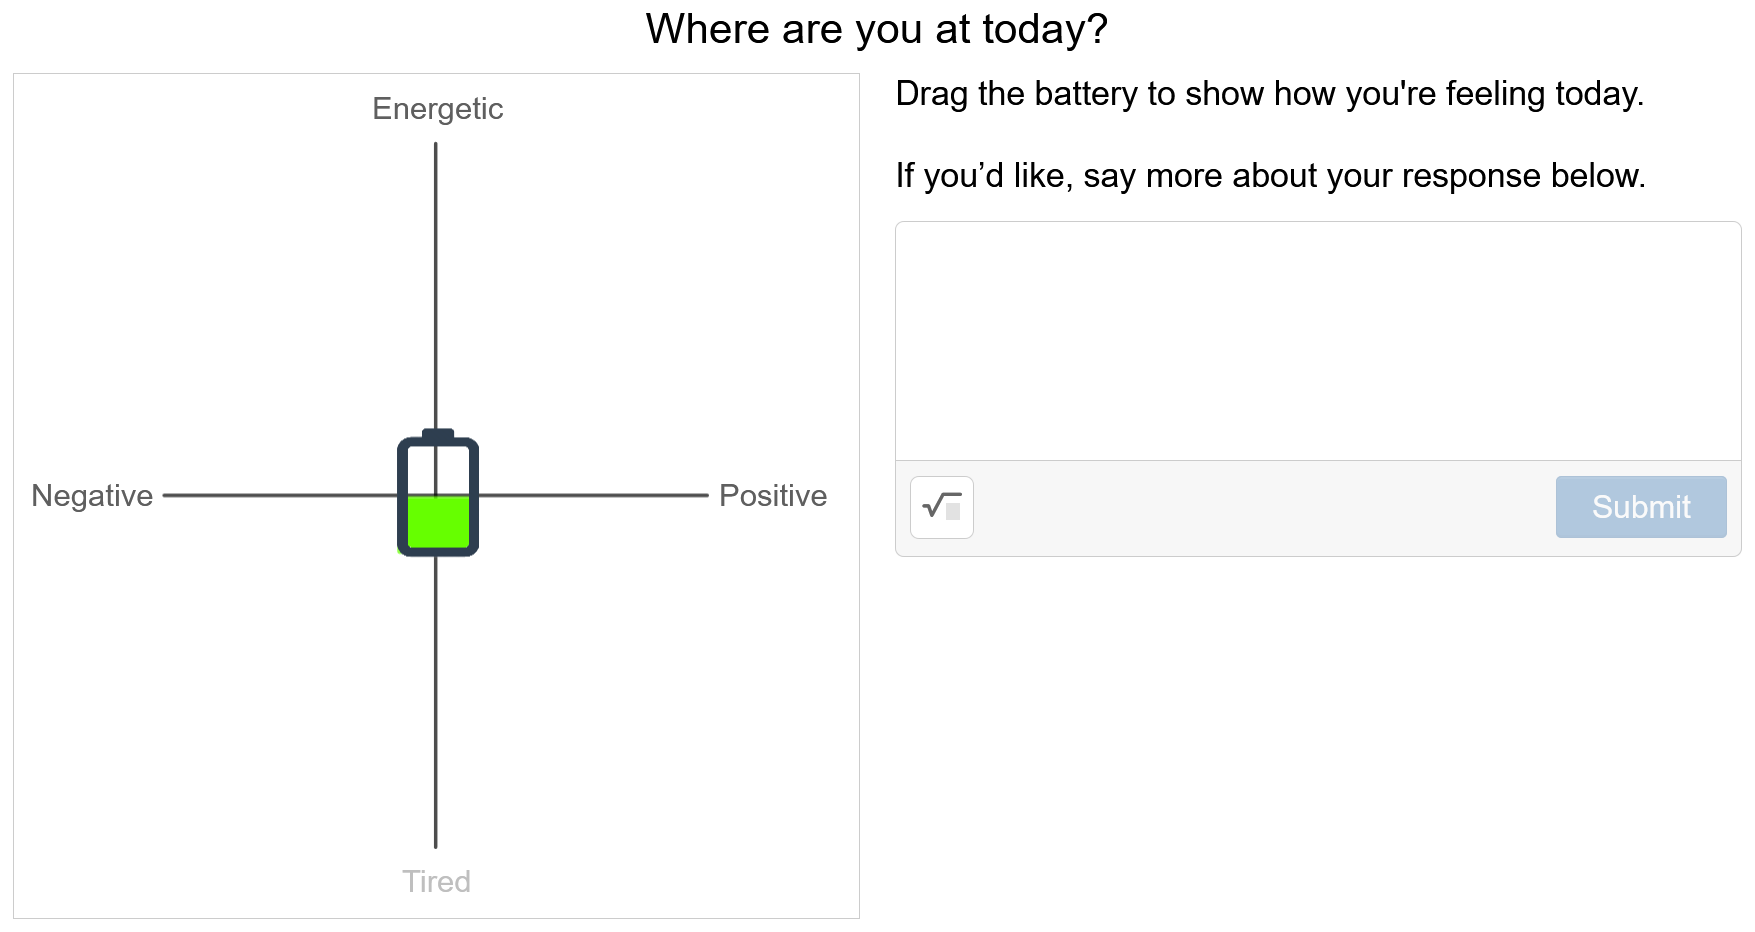 Where are you at today?
Energetic
Negative
Positive
Tired
Drag the battery to show how you're feeling today.
If you’d like, say more about your response below.
√
Submit